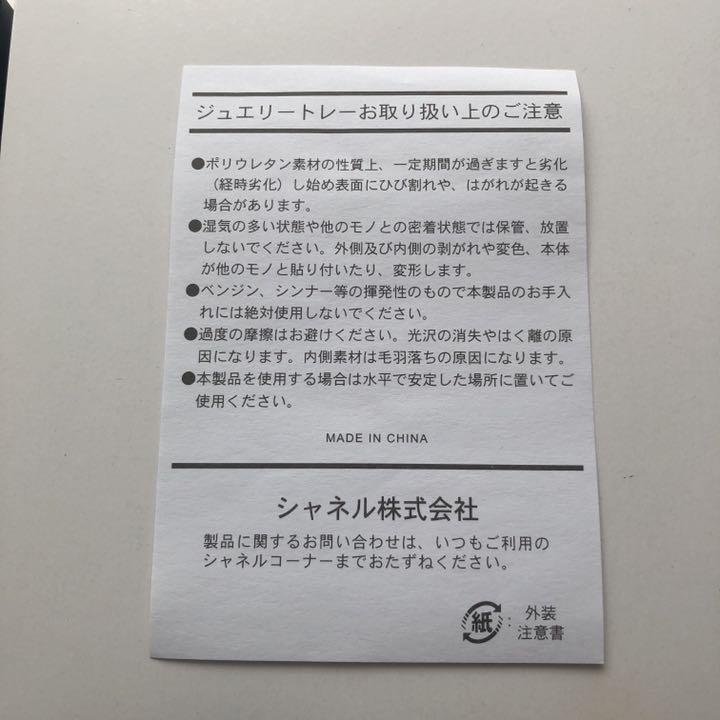 ジュエリートレーお取り扱い上のご注意
●ポリウレタン素材の性質上、一定期間が過ぎますと劣化
（経時劣化）し始め表面にひび割れや、はがれが起きる
場合があります。
●湿気の多い状態や他のモノとの密着状態では保管、放置
しないでください。外側及び内側の剥がれや変色、本体
が他のモノと貼り付いたり、変形します。
●ベンジン、シンナー等の揮発性のもので本製品のお手入
れには絶対使用しないでください。
●過度の摩擦はお避けください。光沢の消失やはく離の原
因になります。内側素材は毛羽落ちの原因になります。
●本製品を使用する場合は水平で安定した場所に置いてご
使用ください。
MADE IN CHINA
シャネル株式会社
製品に関するお問い合わせは、いつもご利用の
シャネルコーナーまでおたずねください。
紙：外装
注意書